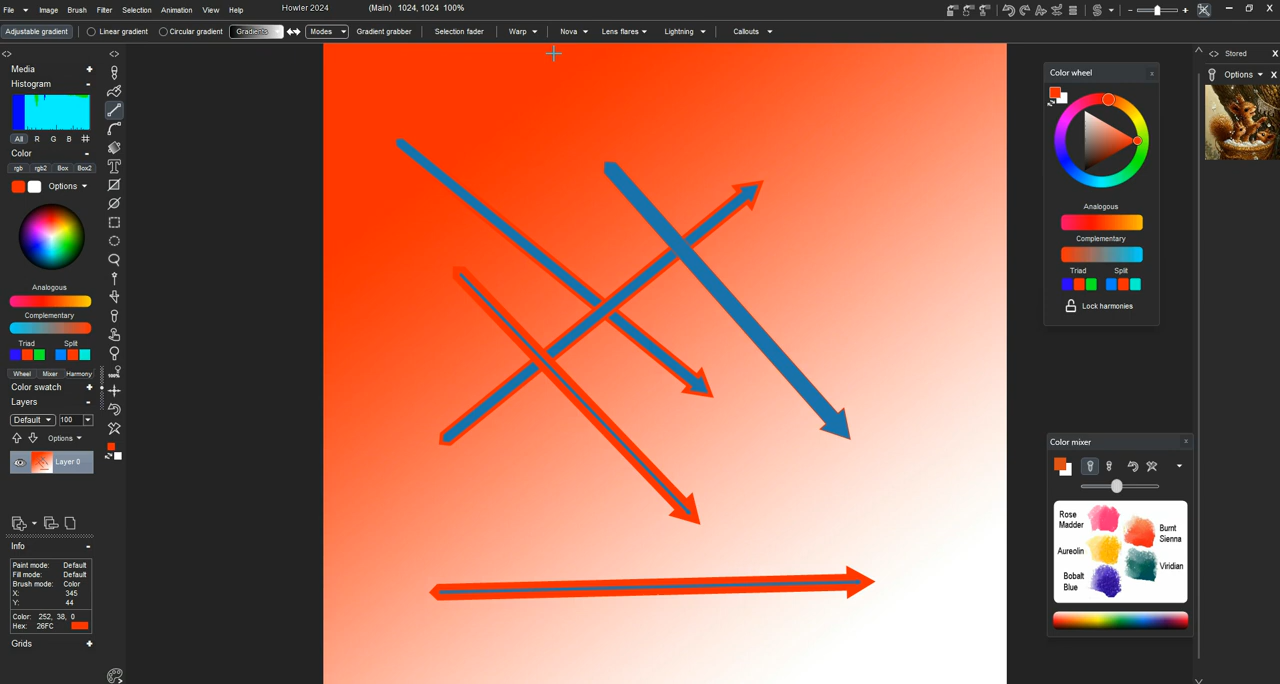 File Image Brush Filter Selection Animation View Help Howler 2024 (Main) 1024, 1024 100%
Adjustable gradient Linear gradient Circular gradient Gradients Modes Gradient grabber Selection fader Warp Nova Lens flares Lightning Callouts
Media
Histogram
All R G B #
Color
rgb rgb2 Box Box2
Options
Analogous
Complementary
Triad Split
Wheel Mixer Harmony
Color swatch
Layers
Default 100
Options
Layer 0
Info
Paint mode: Default
Fill mode: Default
Brush mode: Color
X: 345
Y: 44
Color: 252, 38, 0
Hex: 26FC
Grids
100%
Color wheel
Analogous
Complementary
Triad Split
Lock harmonies
Color mixer
Rose
Madder
Burnt
Sienna
Aureolin
Viridian
Bobalt
Blue
Stored
Options